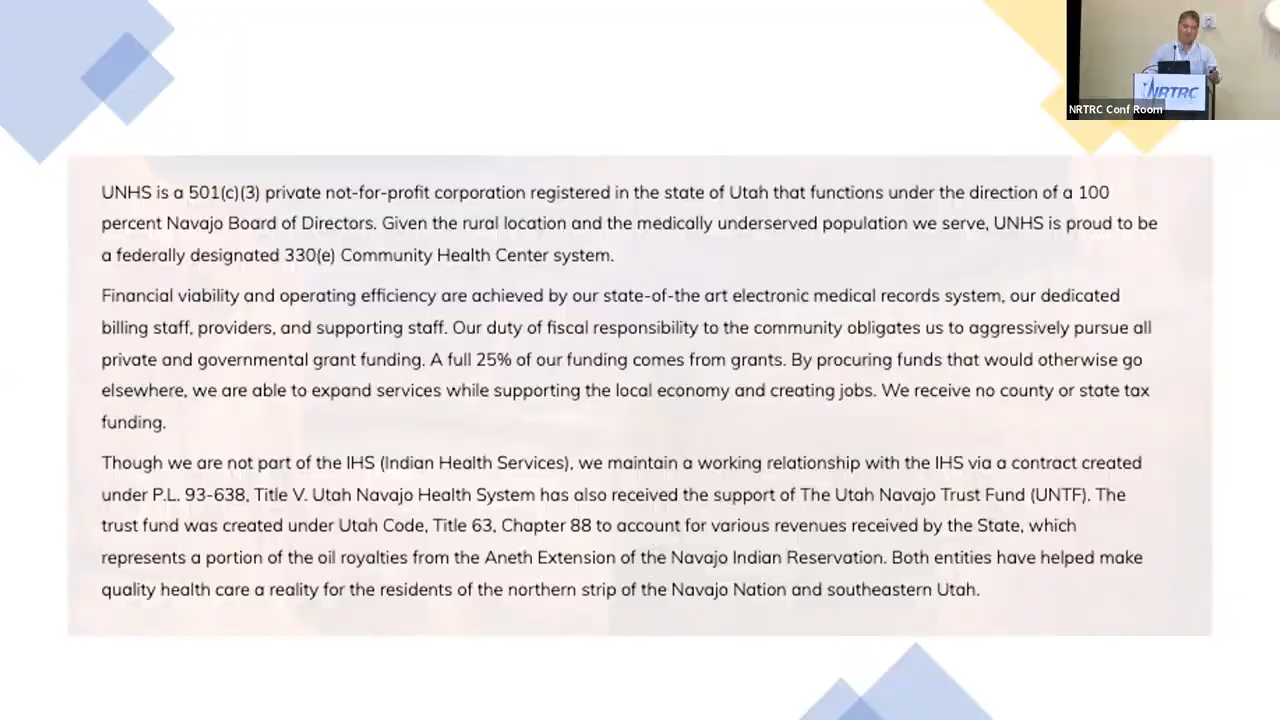 NRTRC
NRTRC Conf Room
UNHS is a 501(c)(3) private not-for-profit corporation registered in the state of Utah that functions under the direction of a 100
percent Navajo Board of Directors. Given the rural location and the medically underserved population we serve, UNHS is proud to be
a federally designated 330(e) Community Health Center system.
Financial viability and operating efficiency are achieved by our state-of-the art electronic medical records system, our dedicated
billing staff, providers, and supporting staff. Our duty of fiscal responsibility to the community obligates us to aggressively pursue all
private and governmental grant funding. A full 25% of our funding comes from grants. By procuring funds that would otherwise go
elsewhere, we are able to expand services while supporting the local economy and creating jobs. We receive no county or state tax
funding.
Though we are not part of the IHS (Indian Health Services), we maintain a working relationship with the IHS via a contract created
under P.L. 93-638, Title V. Utah Navajo Health System has also received the support of The Utah Navajo Trust Fund (UNTF). The
trust fund was created under Utah Code, Title 63, Chapter 88 to account for various revenues received by the State, which
represents a portion of the oil royalties from the Aneth Extension of the Navajo Indian Reservation. Both entities have helped make
quality health care a reality for the residents of the northern strip of the Navajo Nation and southeastern Utah.